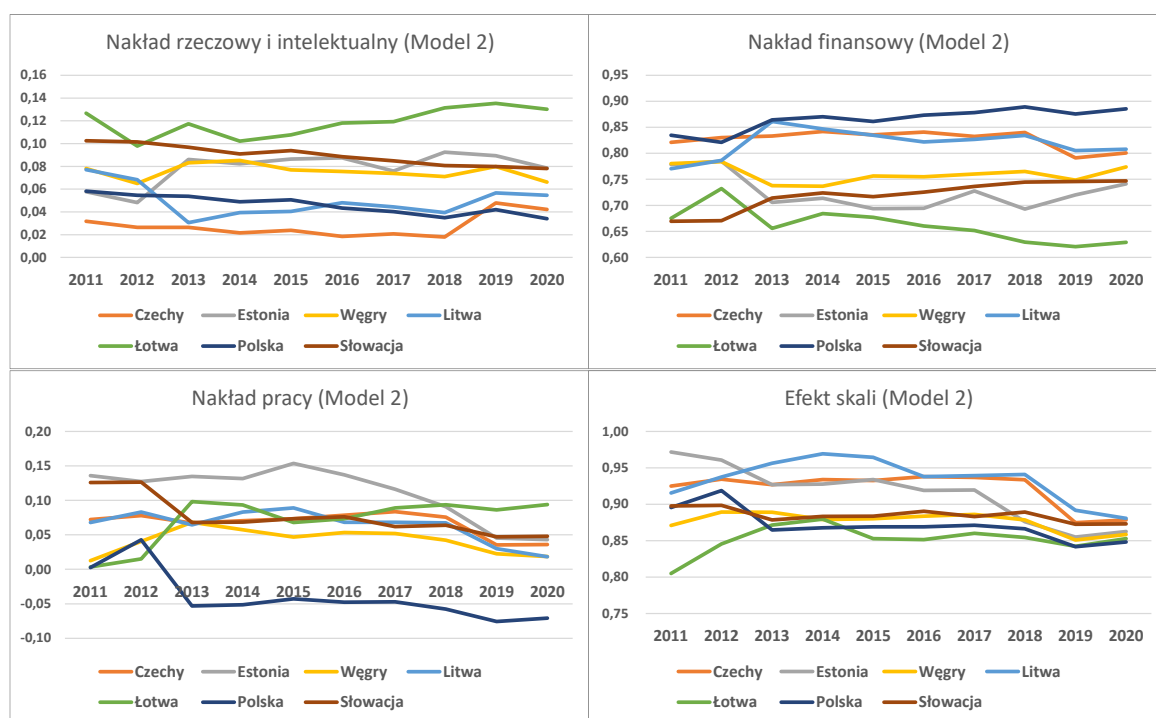 Nakład rzeczowy i intelektualny (Model 2)
0,16
0,14
0,12
0,10
0,08
0,06
0,04
0,02
0,00
2011 2012 2013 2014 2015 2016 2017 2018 2019 2020
Czechy Estonia Węgry Litwa
Łotwa Polska Słowacja
Nakład finansowy (Model 2)
0,95
0,90
0,85
0,80
0,75
0,70
0,65
0,60
2011 2012 2013 2014 2015 2016 2017 2018 2019 2020
Czechy Estonia Węgry Litwa
Łotwa Polska Słowacja
Nakład pracy (Model 2)
0,20
0,15
0,10
0,05
0,00
-0,05
-0,10
2011 2012 2013 2014 2015 2016 2017 2018 2019 2020
Czechy Estonia Węgry Litwa
Łotwa Polska Słowacja
Efekt skali (Model 2)
1,00
0,95
0,90
0,85
0,80
0,75
2011 2012 2013 2014 2015 2016 2017 2018 2019 2020
Czechy Estonia Węgry Litwa
Łotwa Polska Słowacja